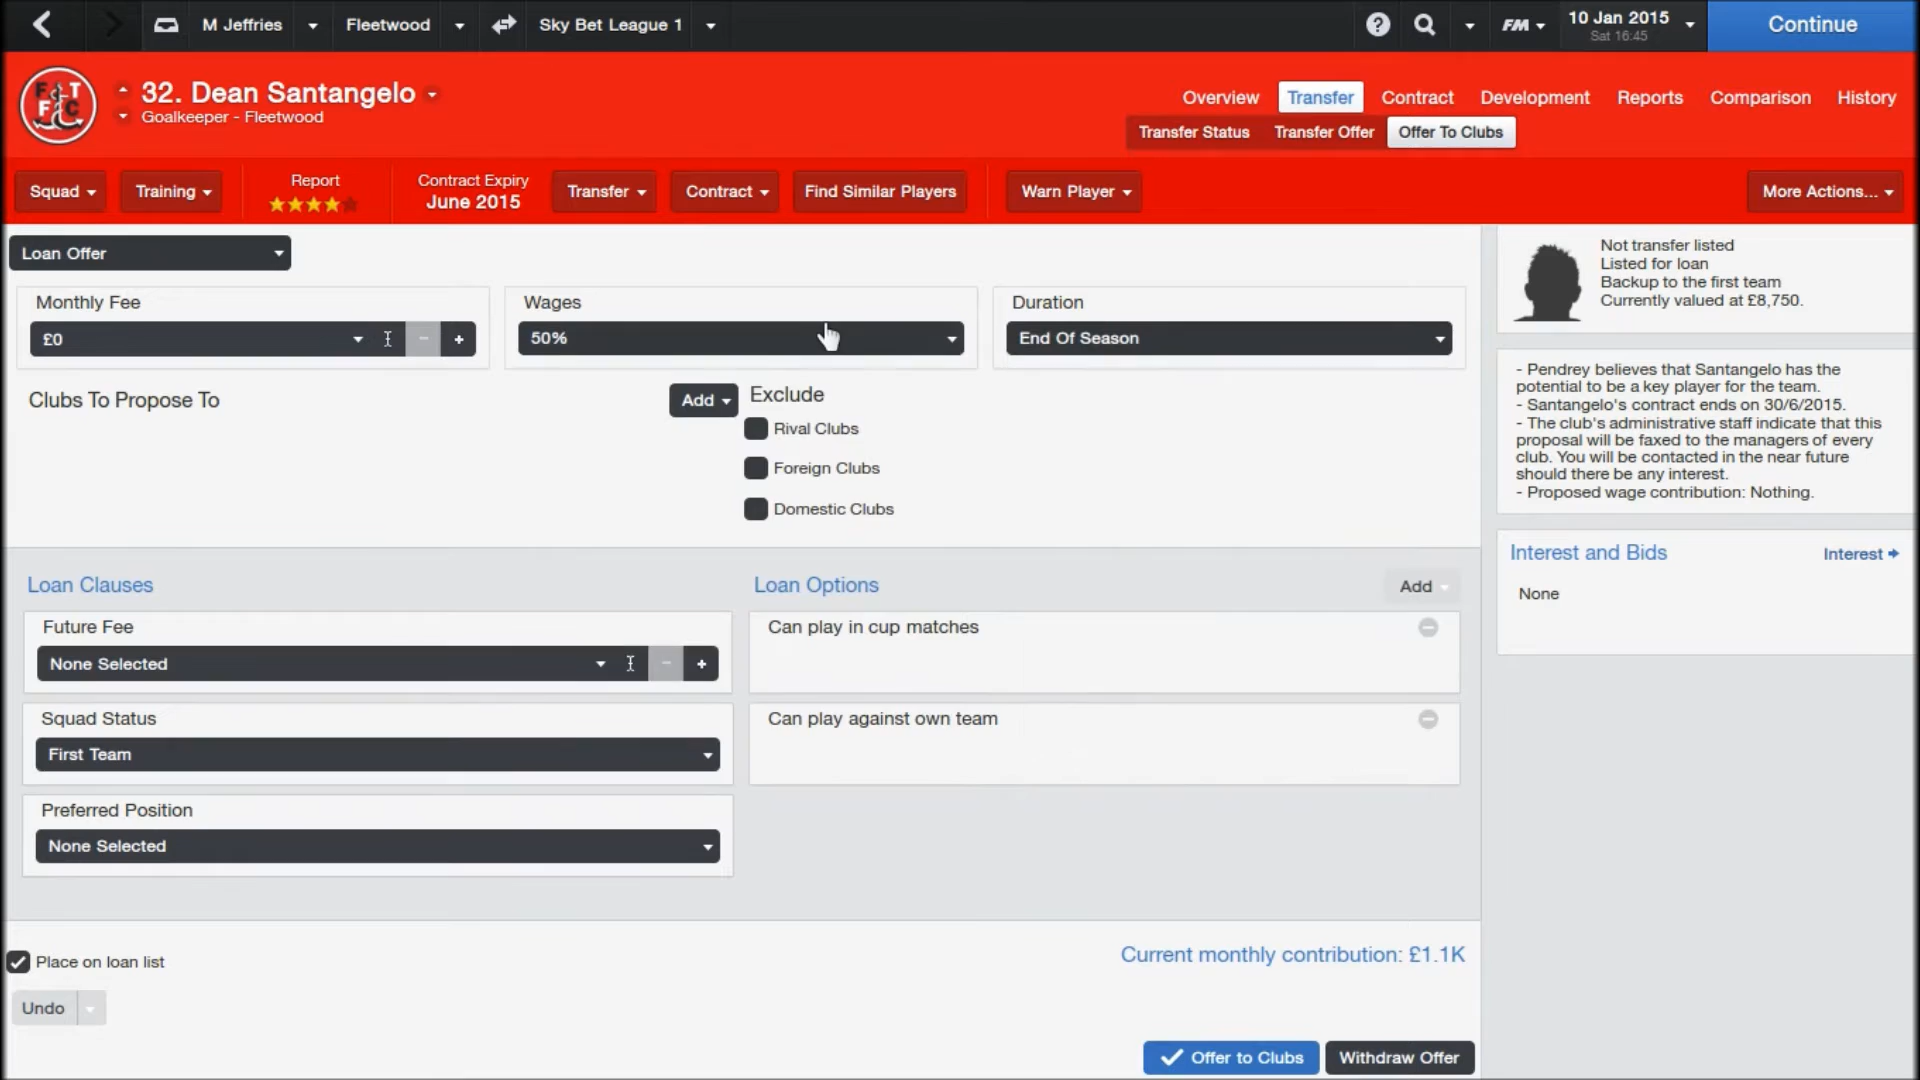 M Jeffries
Fleetwood
Sky Bet League 1
FM
10 Jan 2015
Sat 16:45
Continue
F T
F C
32. Dean Santangelo
Goalkeeper - Fleetwood
Overview
Transfer
Contract
Development
Reports
Comparison
History
Transfer Status
Transfer Offer
Offer To Clubs
Squad
Training
Report
Contract Expiry
June 2015
Transfer
Contract
Find Similar Players
Warn Player
More Actions...
Loan Offer
Monthly Fee
£0
Wages
50%
Duration
End Of Season
Clubs To Propose To
Add
Exclude
Rival Clubs
Foreign Clubs
Domestic Clubs
Loan Clauses
Future Fee
None Selected
Squad Status
First Team
Preferred Position
None Selected
Loan Options
Add
Can play in cup matches
Can play against own team
Place on loan list
Current monthly contribution: £1.1K
Undo
Offer to Clubs
Withdraw Offer
Not transfer listed
Listed for loan
Backup to the first team
Currently valued at £8,750.
- Pendrey believes that Santangelo has the
potential to be a key player for the team.
- Santangelo's contract ends on 30/6/2015.
- The club's administrative staff indicate that this
proposal will be faxed to the managers of every
club. You will be contacted in the near future
should there be any interest.
- Proposed wage contribution: Nothing.
Interest and Bids
Interest
None